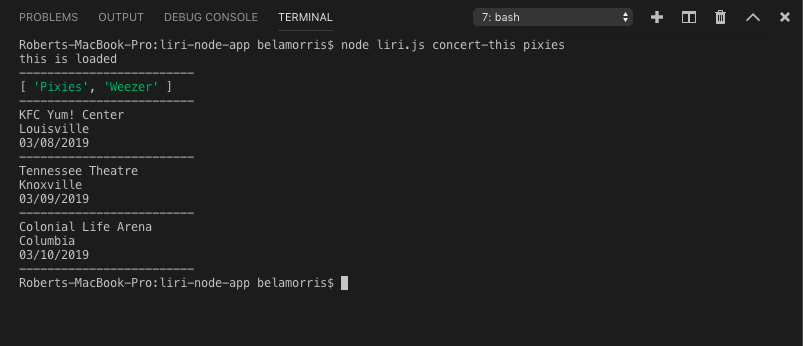 PROBLEMS OUTPUT DEBUG CONSOLE TERMINAL 7: bash
Roberts-MacBook-Pro:liri-node-app belamorris$ node liri.js concert-this pixies
this is loaded
-------------------------
[ 'Pixies', 'Weezer' ]
-------------------------
KFC Yum! Center
Louisville
03/08/2019
-------------------------
Tennessee Theatre
Knoxville
03/09/2019
-------------------------
Colonial Life Arena
Columbia
03/10/2019
-------------------------
Roberts-MacBook-Pro:liri-node-app belamorris$